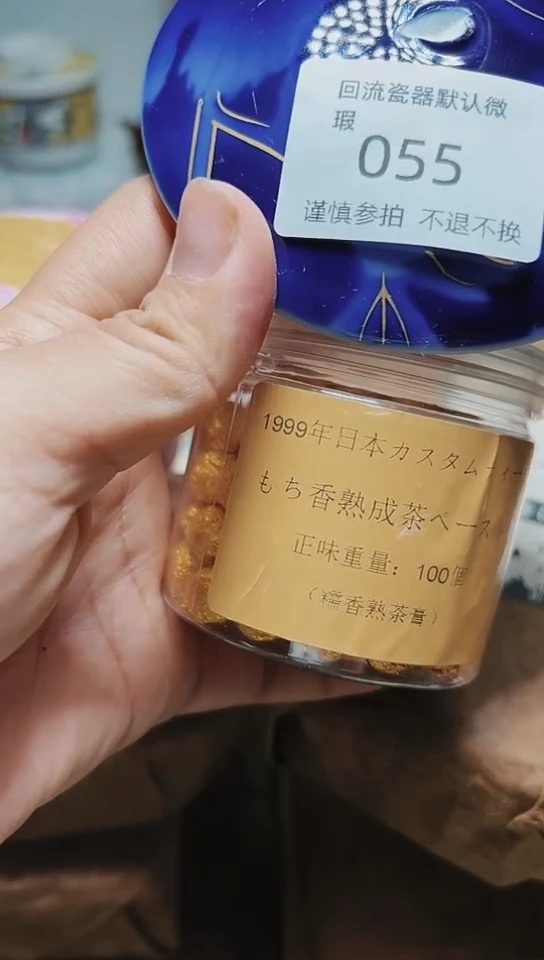 回流瓷器默认微
瑕
055
谨慎参拍 不退不换
1999年日本カスタムティー
もち香熟成茶ペース
正味重量：100個
（糯香熟茶膏）